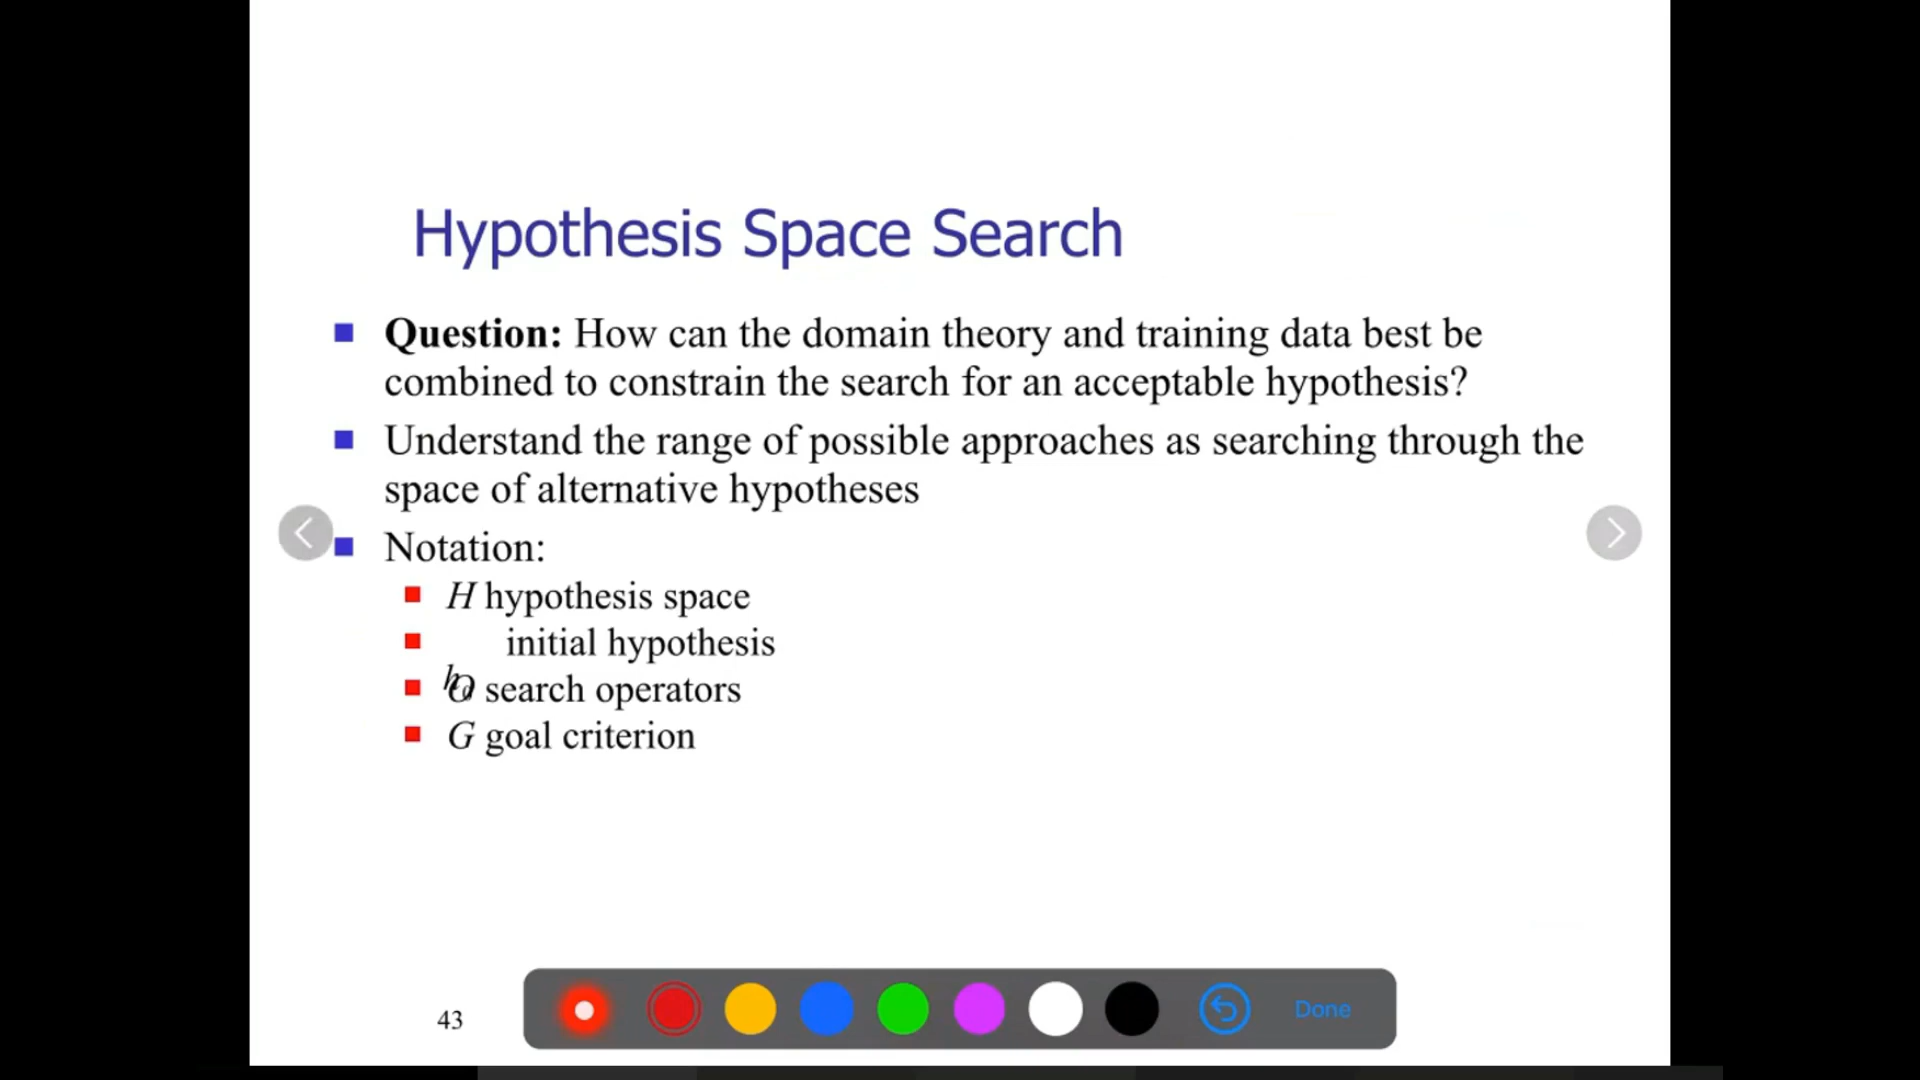 Hypothesis Space Search
Question: How can the domain theory and training data best be
combined to constrain the search for an acceptable hypothesis?
Understand the range of possible approaches as searching through the
space of alternative hypotheses
Notation:
H hypothesis space
initial hypothesis
h
O search operators
G goal criterion
43
Done